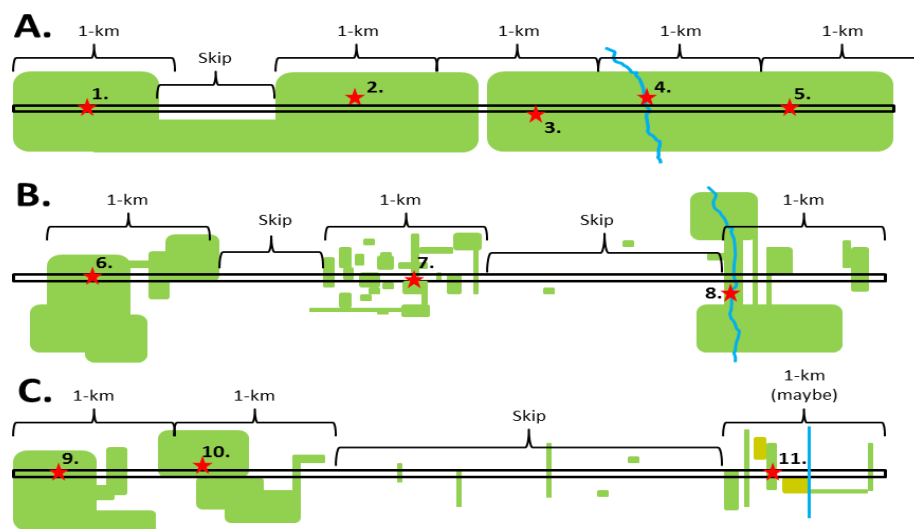 A.
1-km
Skip
1-km
1-km
1-km
1-km
1.
2.
3.
4.
5.
B.
1-km
Skip
1-km
Skip
1-km
6.
7.
8.
C.
1-km
1-km
Skip
1-km
(maybe)
9.
10.
11.